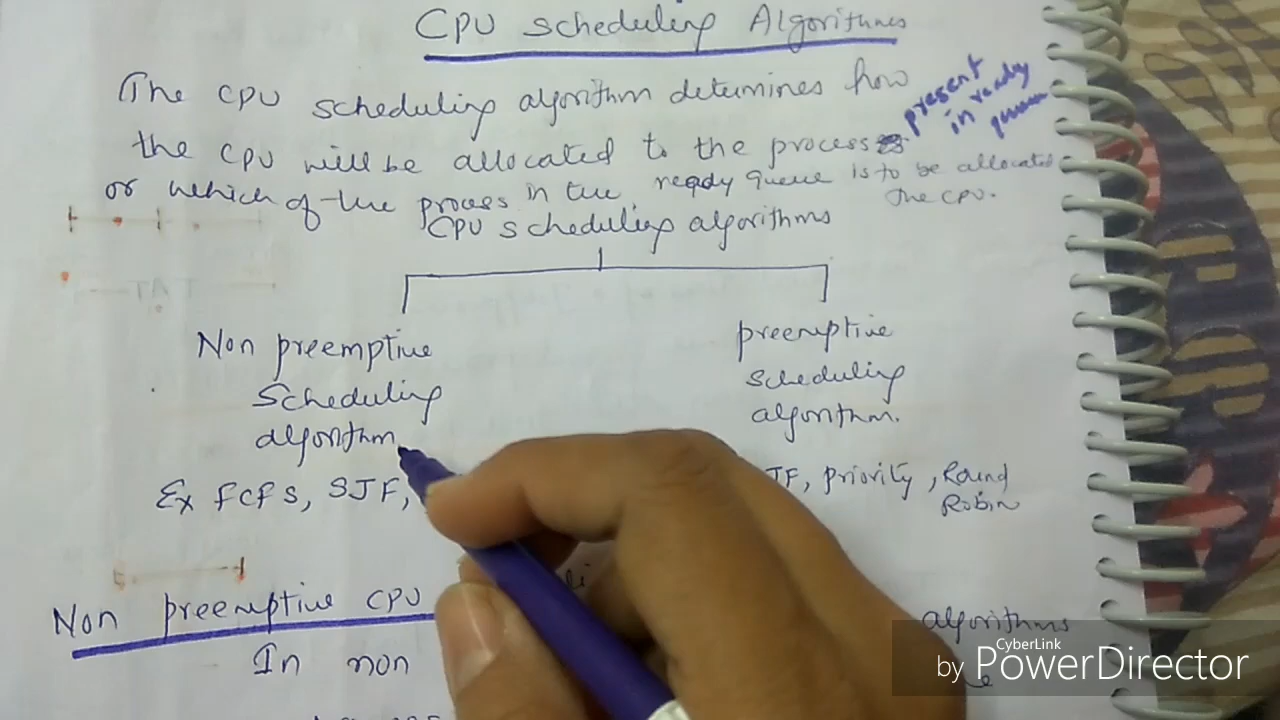 CPU Scheduling Algorithms
The CPU scheduling algorithm determines how
the CPU will be allocated to the process
present
in ready
or which of the process in the ready queue is to be allocated
the CPU.
CPU scheduling algorithms
Non preemptive
Scheduling
algorithm
preemptive
scheduling
algorithm.
Ex FCFS, SJF,
JF, Priority, Round
Robin
Non preemptive CPU
algorithms
In non
CyberLink
by PowerDirector